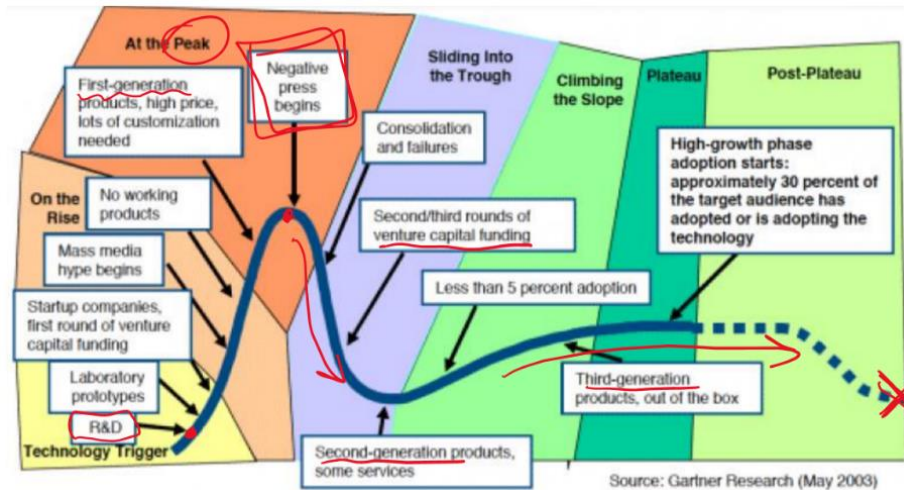 At the Peak
Negative
press
begins
First-generation
products, high price,
lots of customization
needed
Sliding Into
the Trough
Climbing
the Slope
Plateau
Post-Plateau
Consolidation
and failures
High-growth phase
adoption starts:
approximately 30 percent of
the target audience has
adopted or is adopting the
technology
On the
Rise
No working
products
Second/third rounds of
venture capital funding
Mass media
hype begins
Less than 5 percent adoption
Startup companies,
first round of venture
capital funding
Laboratory
prototypes
Third-generation
products, out of the box
R&D
Technology Trigger
Second-generation products,
some services
Source: Gartner Research (May 2003)